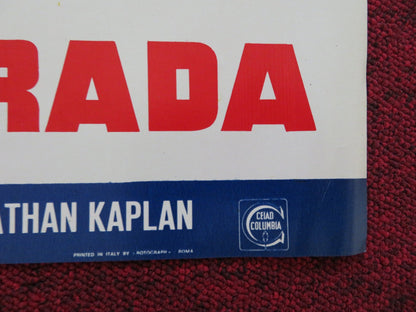 RADA
ATHAN KAPLAN
CEIAD
COLUMBIA
PRINTED IN ITALY BY - ROTOGRAPH - ROMA